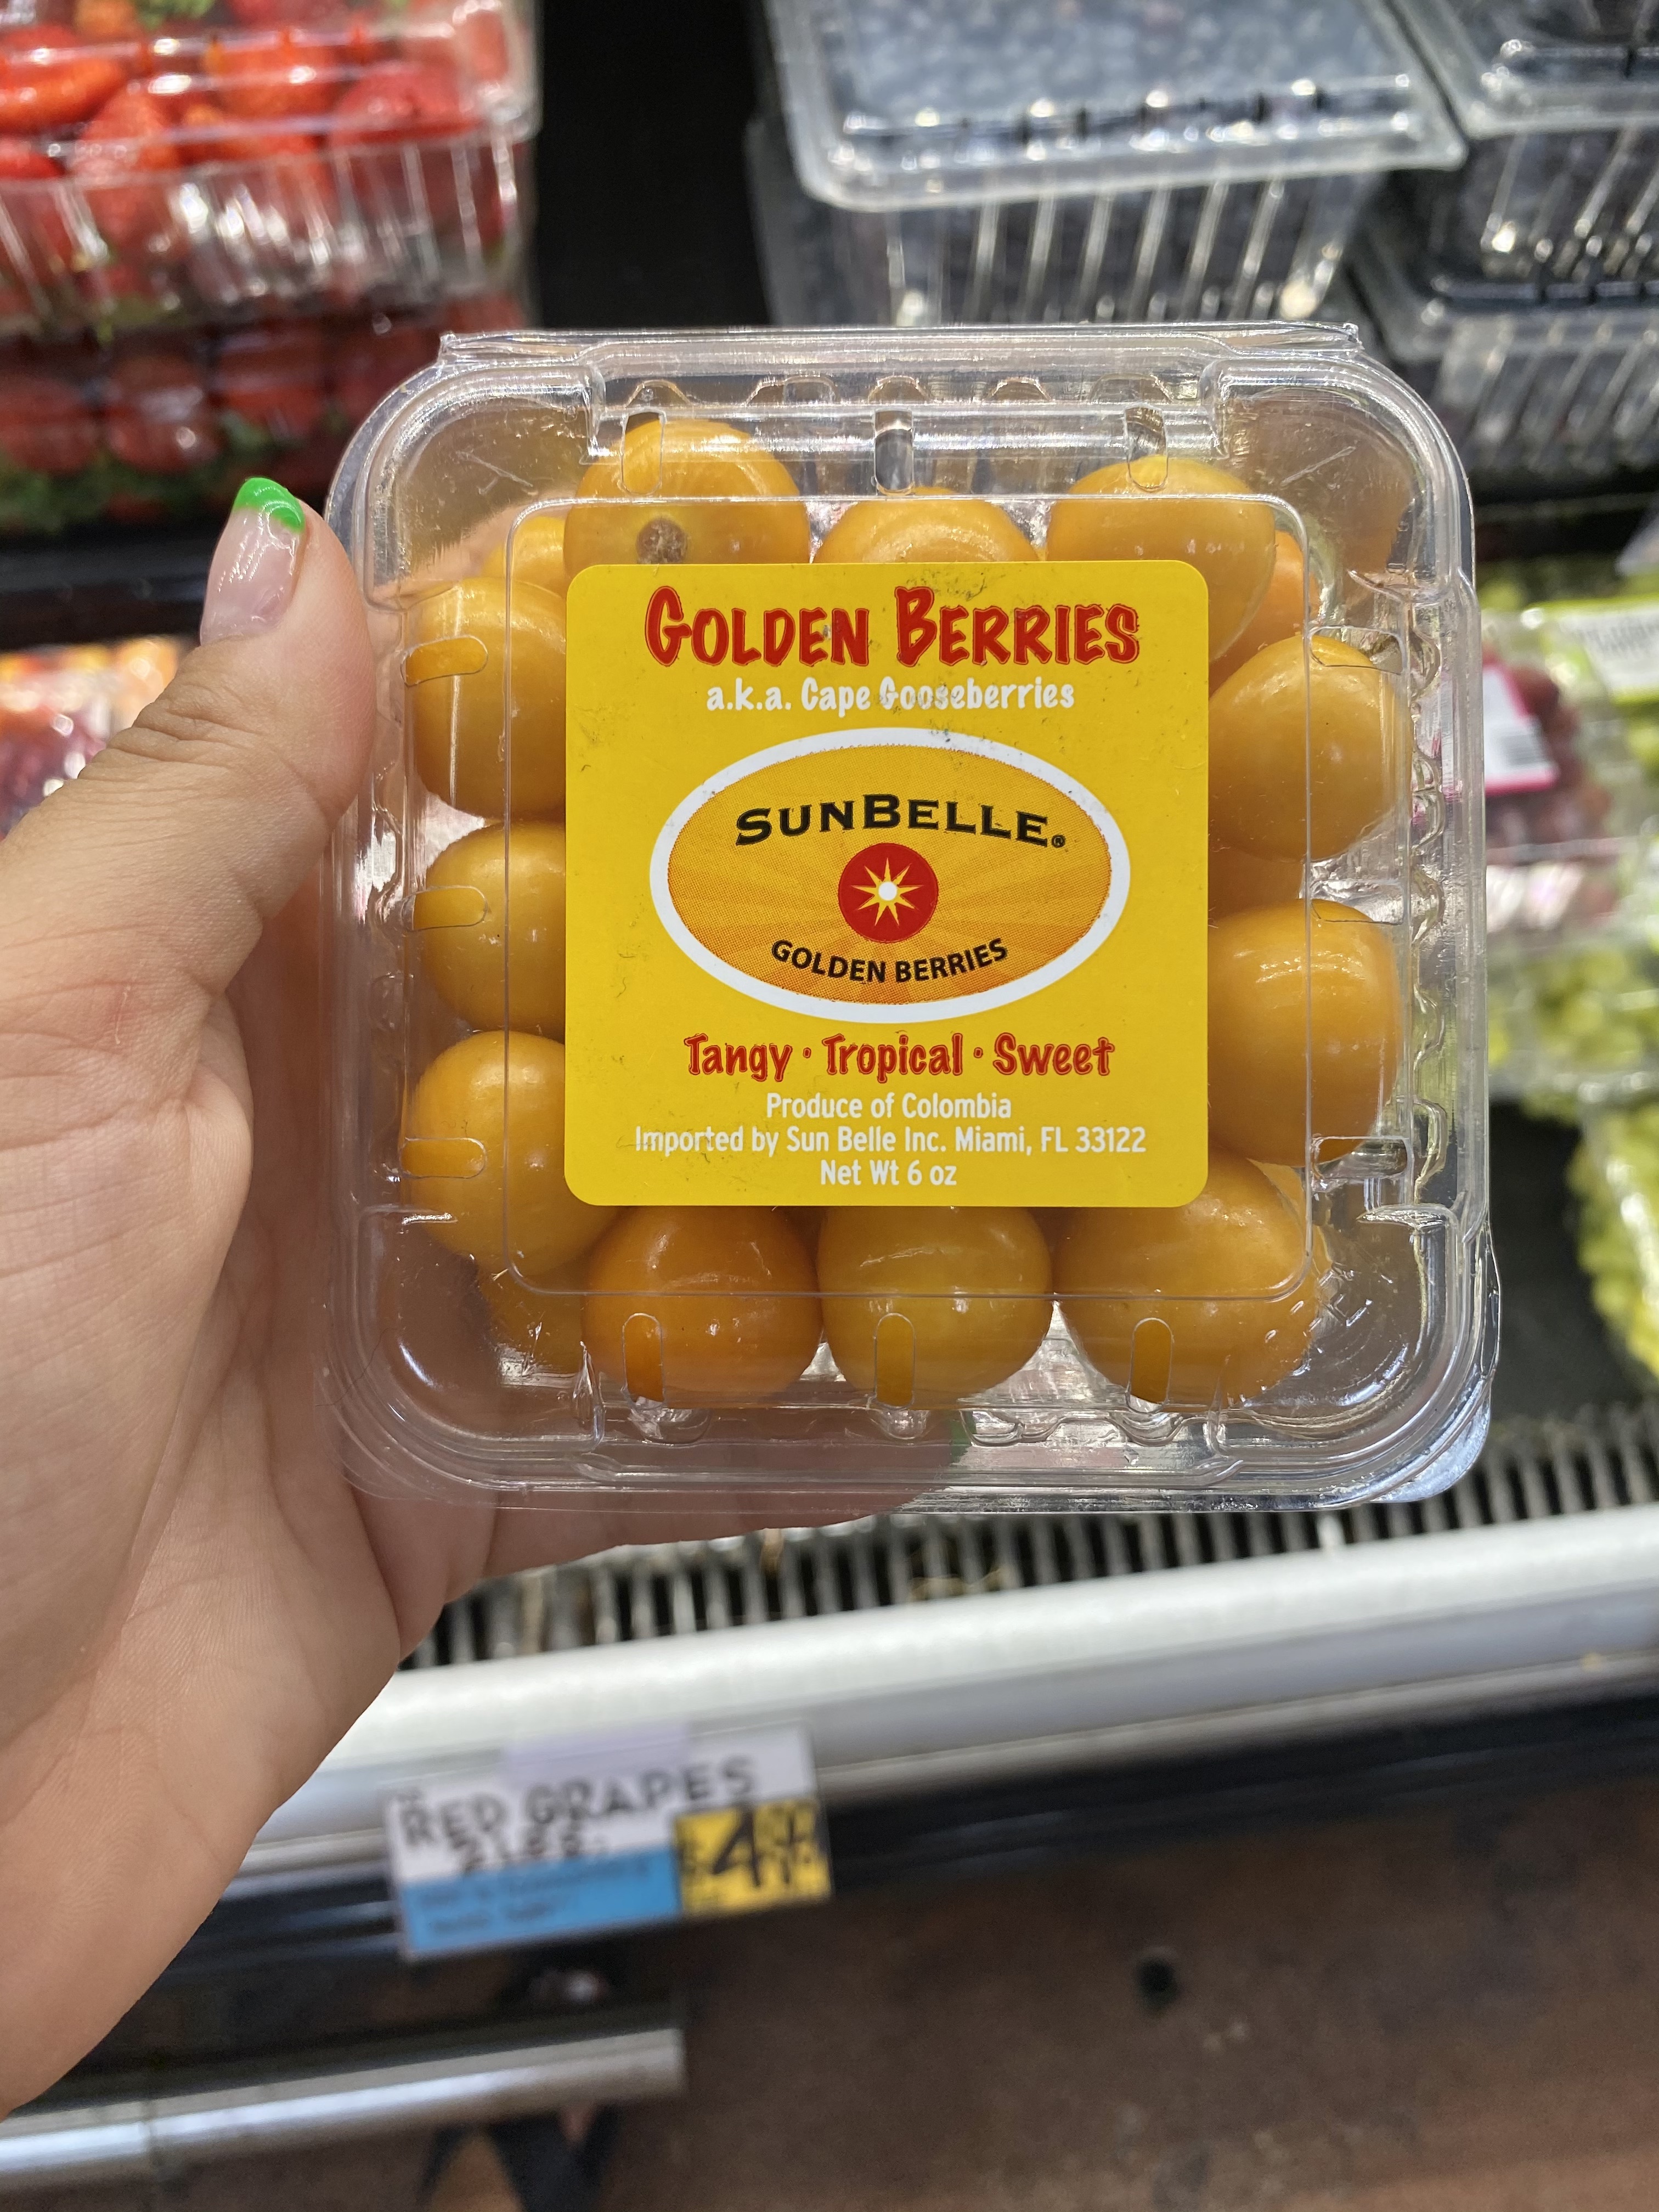 GOLDEN BERRIES
a.k.a. Cape Gooseberries
SUNBELLE®
GOLDEN BERRIES
Tangy · Tropical · Sweet
Produce of Colombia
Imported by Sun Belle Inc. Miami, FL 33122
Net Wt 6 oz
RED GRAPES